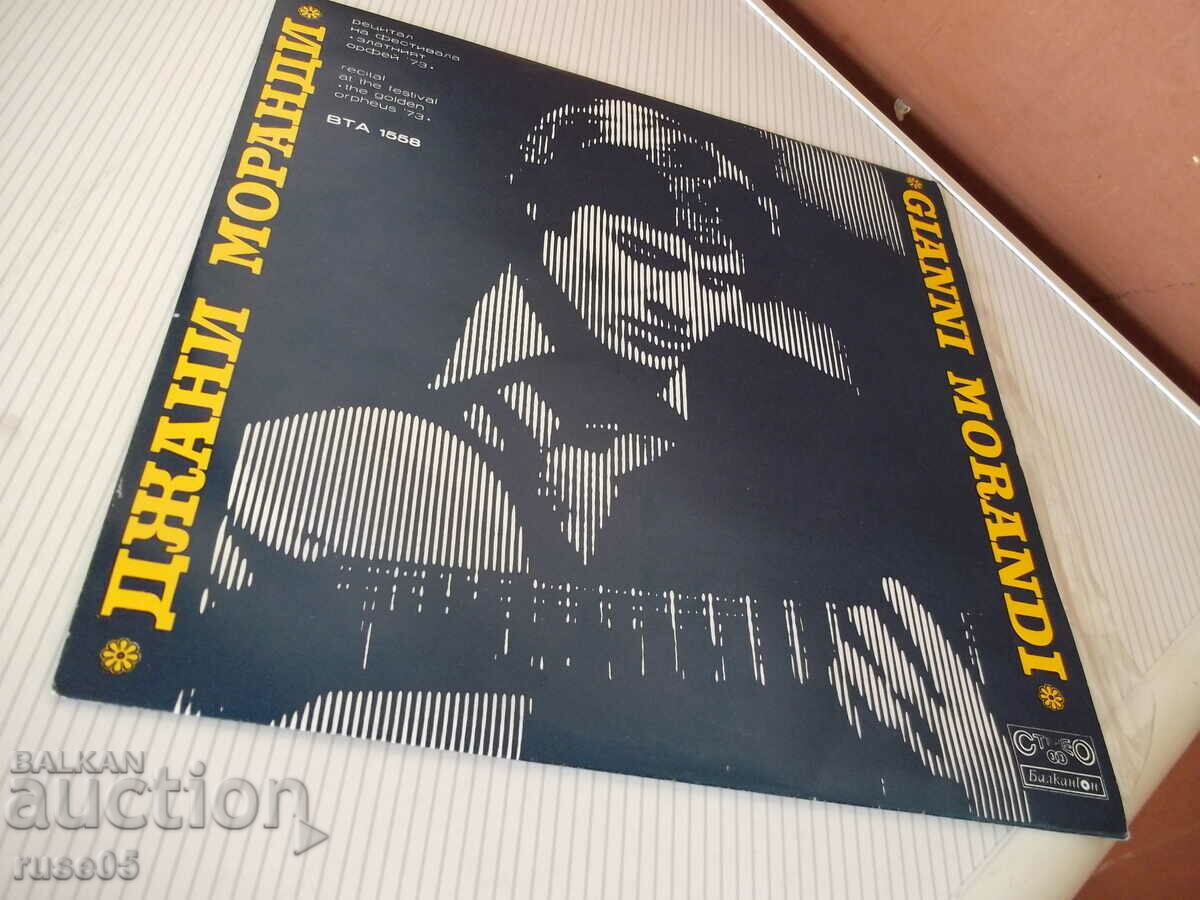 рецитал
на фестивала
•златният
орфей '73•
recital
at the festival
•the golden
orpheus '73•
ВТА 1558
ДЖАНИ МОРАНДИ
GIANNI MORANDI
СТЕРЕО
33
Балкантон
BALKAN
auction
ruse05